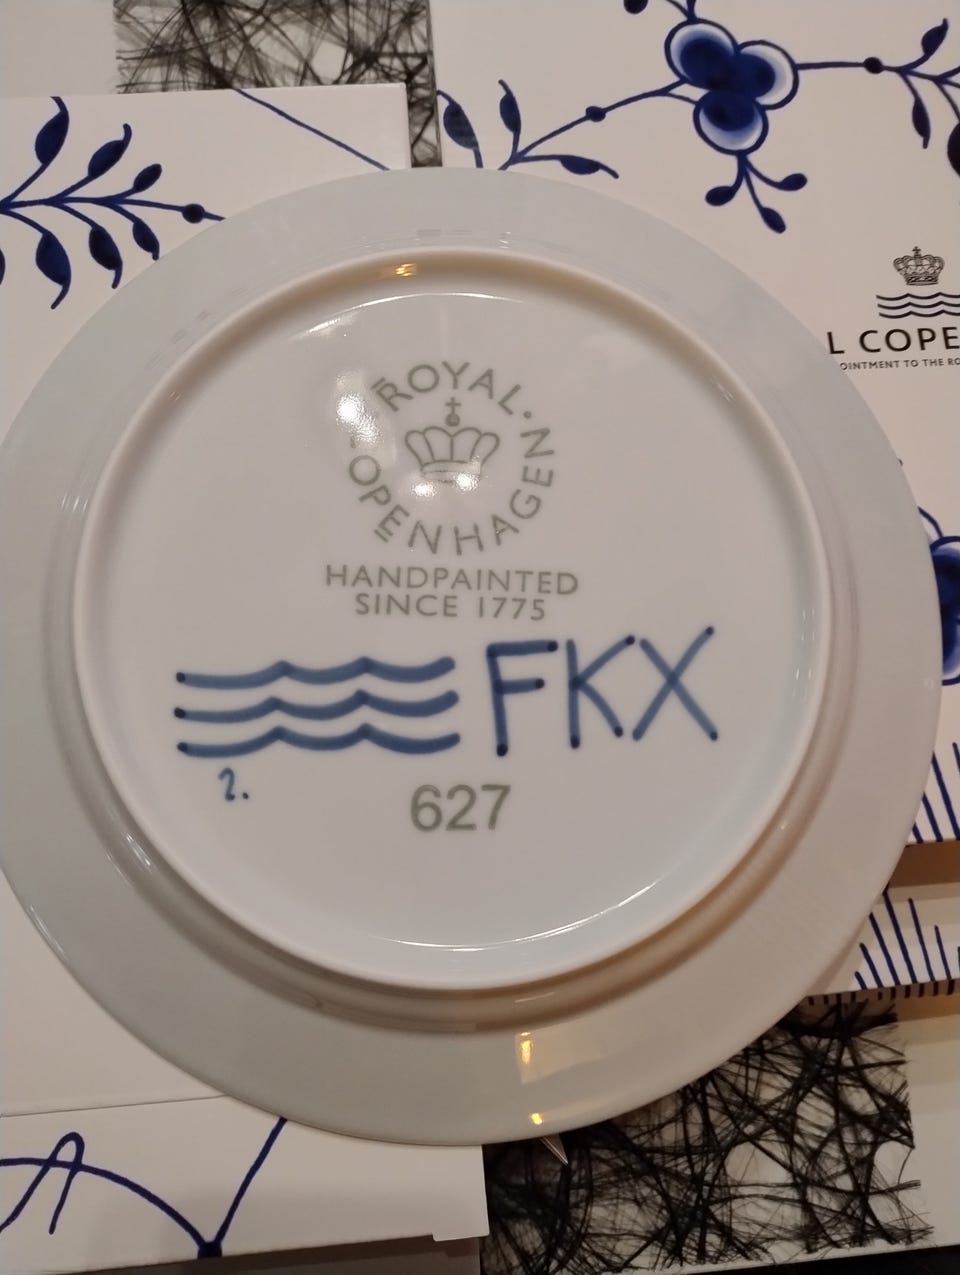 ROYAL
COPENHAGEN
HANDPAINTED
SINCE 1775
FKX
2.
627
L COPE
OINTMENT TO THE RO